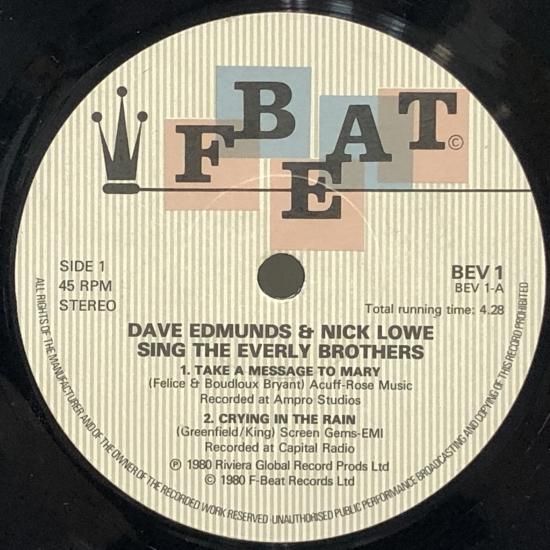 F BEAT ©
SIDE 1
45 RPM
STEREO
BEV 1
BEV 1-A
Total running time: 4.28
DAVE EDMUNDS & NICK LOWE
SING THE EVERLY BROTHERS
1. TAKE A MESSAGE TO MARY
(Felice & Boudloux Bryant) Acuff-Rose Music
Recorded at Ampro Studios
2. CRYING IN THE RAIN
(Greenfield/King) Screen Gems-EMI
Recorded at Capital Radio
Ⓟ 1980 Riviera Global Record Prods Ltd
© 1980 F-Beat Records Ltd
ALL RIGHTS OF THE MANUFACTURER AND OF THE OWNER OF THE RECORDED WORK RESERVED · UNAUTHORISED PUBLIC PERFORMANCE BROADCASTING AND COPYING OF THIS RECORD PROHIBITED